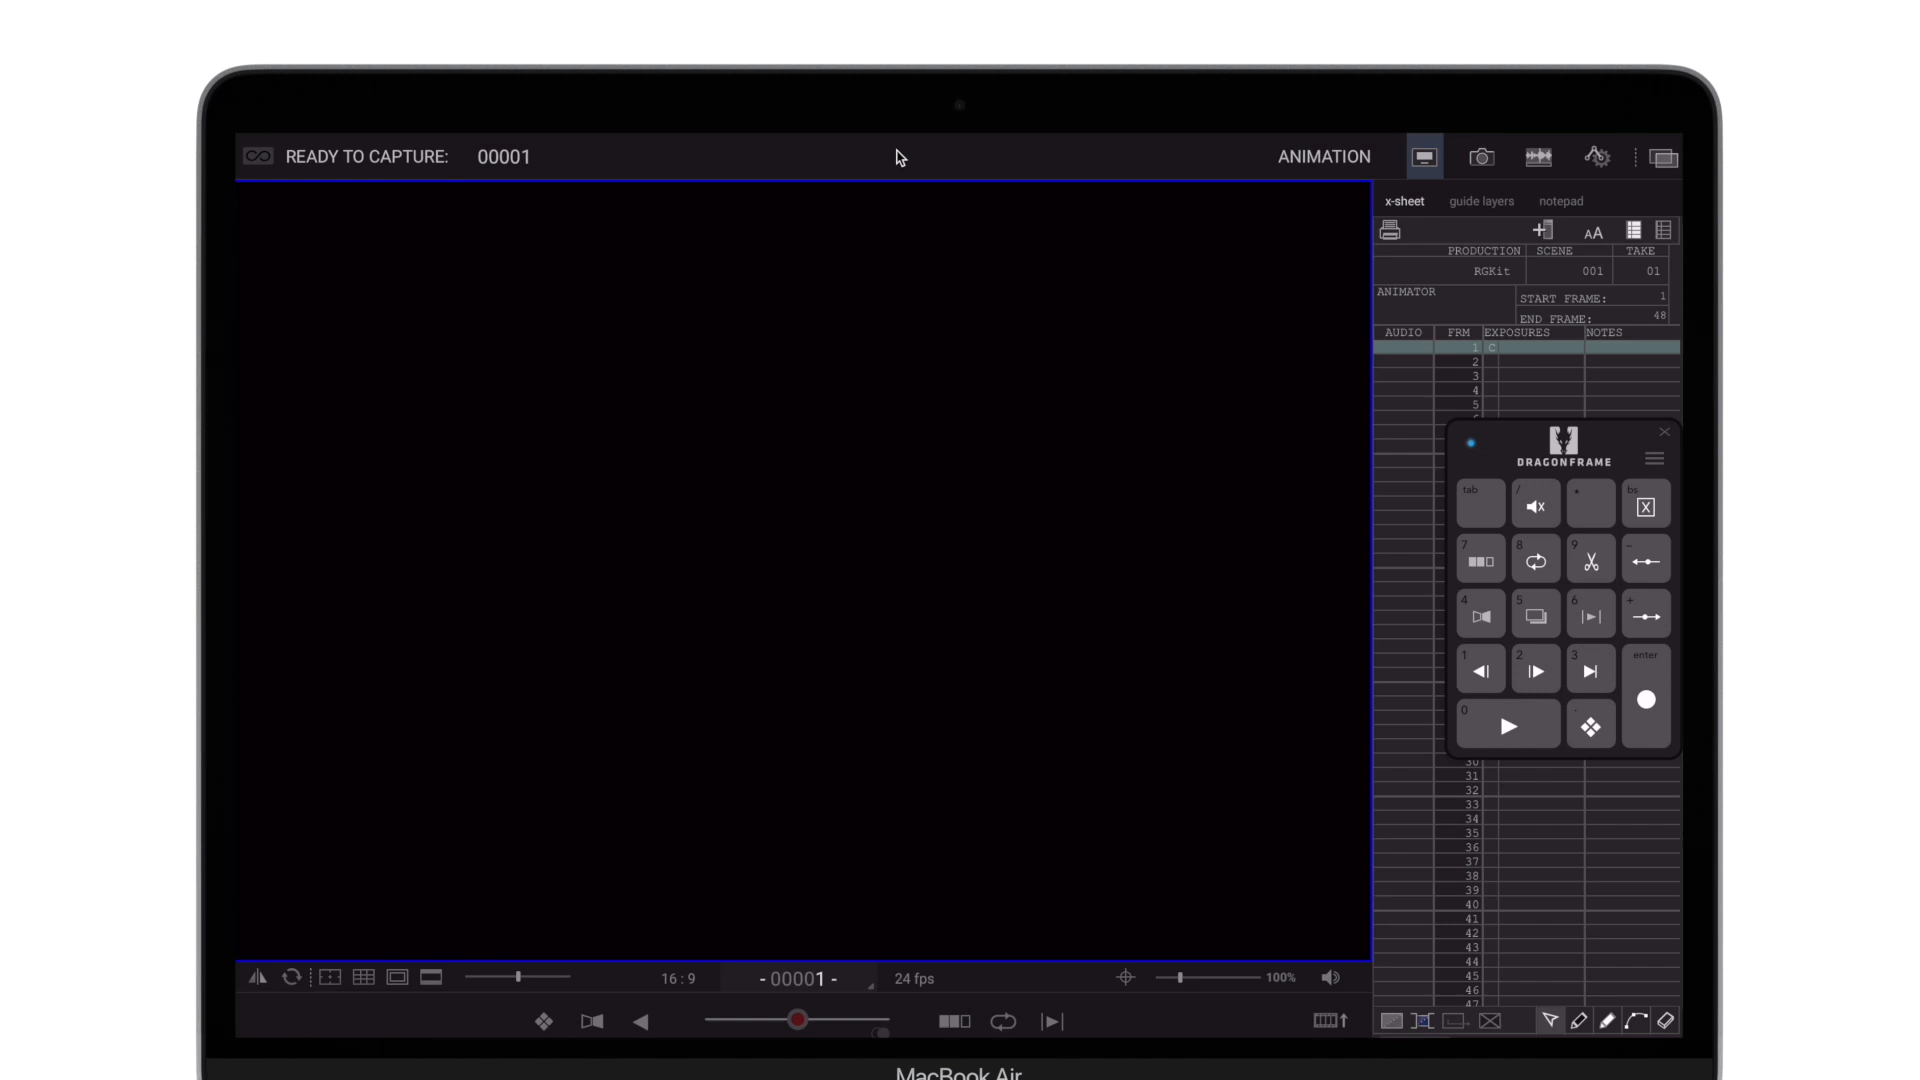 READY TO CAPTURE: 00001
ANIMATION
x-sheet guide layers notepad
AA
PRODUCTION SCENE TAKE
RGKit 001 01
ANIMATOR
START FRAME: 1
END FRAME: 48
AUDIO FRM EXPOSURES NOTES
1 C
2
3
4
5
DRAGONFRAME
tab / * bs
X
7 8 9 -
4 5 6 +
1 2 3 enter
0 .
30
31
32
33
34
35
36
37
38
39
40
41
42
43
44
45
46
47
16 : 9
- 00001 -
24 fps
100%
MacBook Air